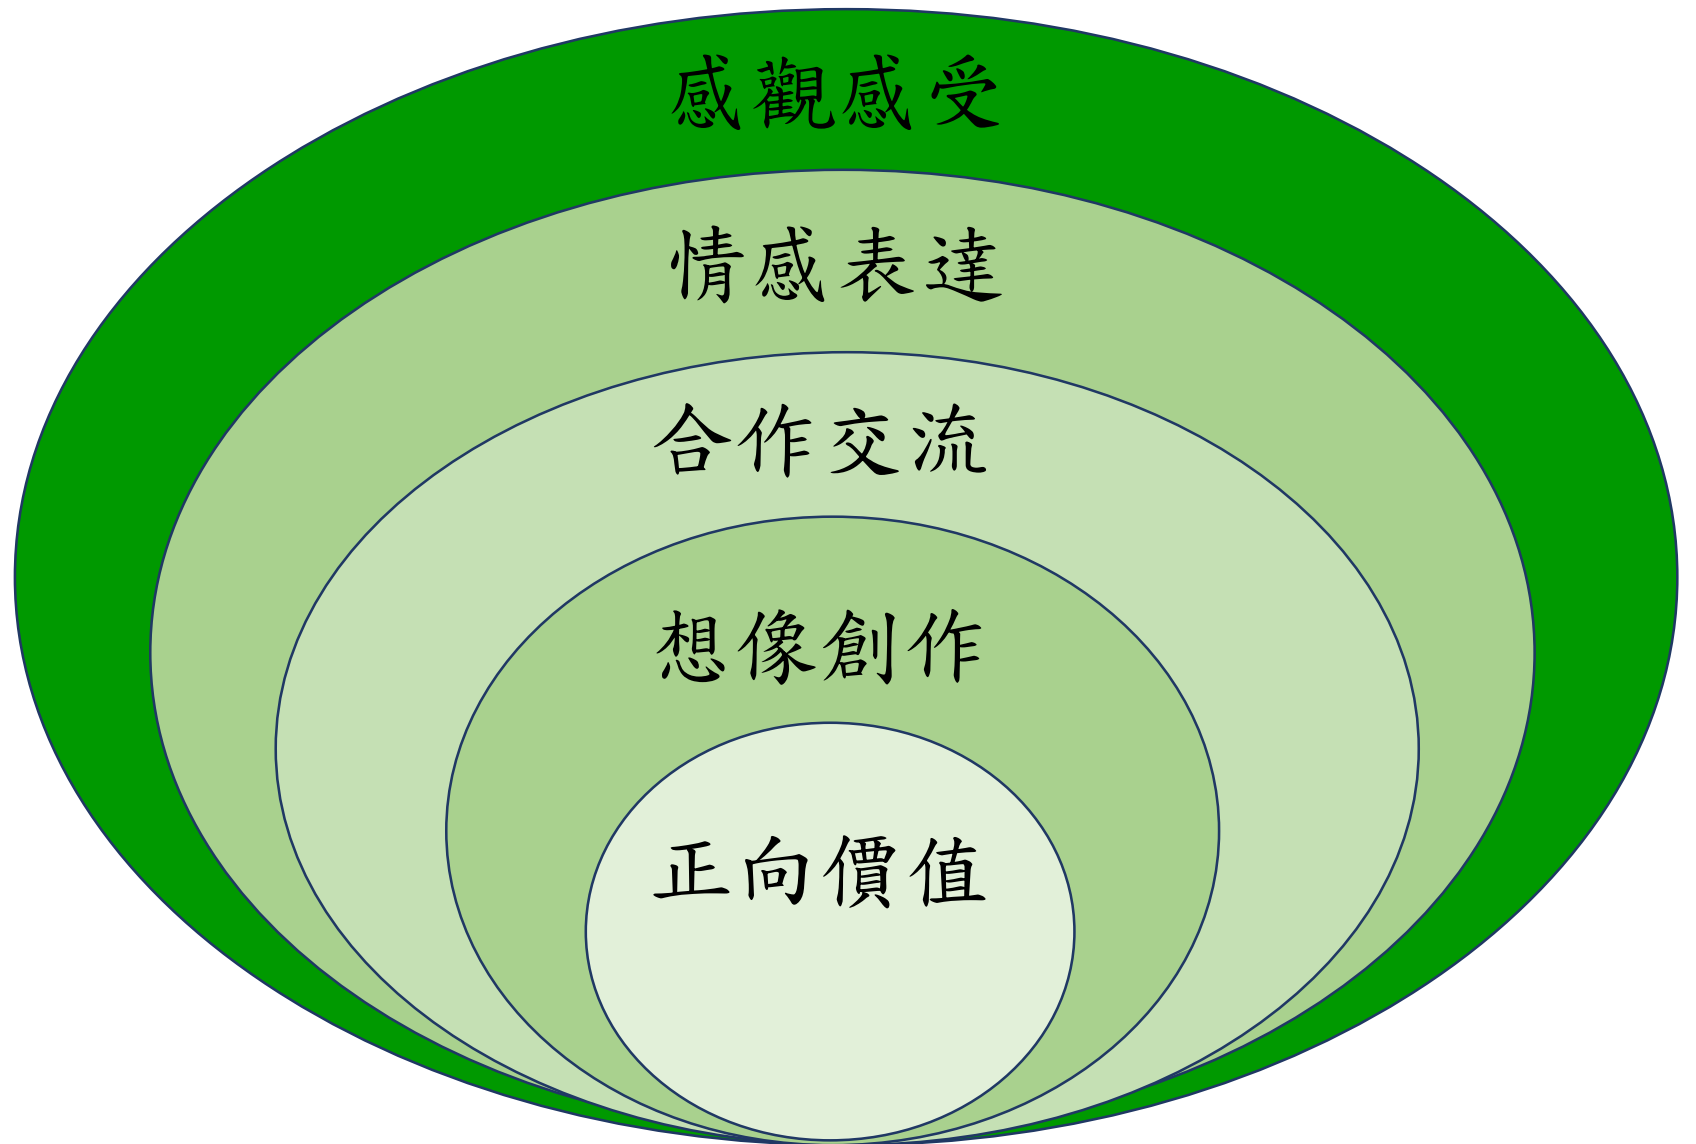 感觀感受
情感表達
合作交流
想像創作
正向價值